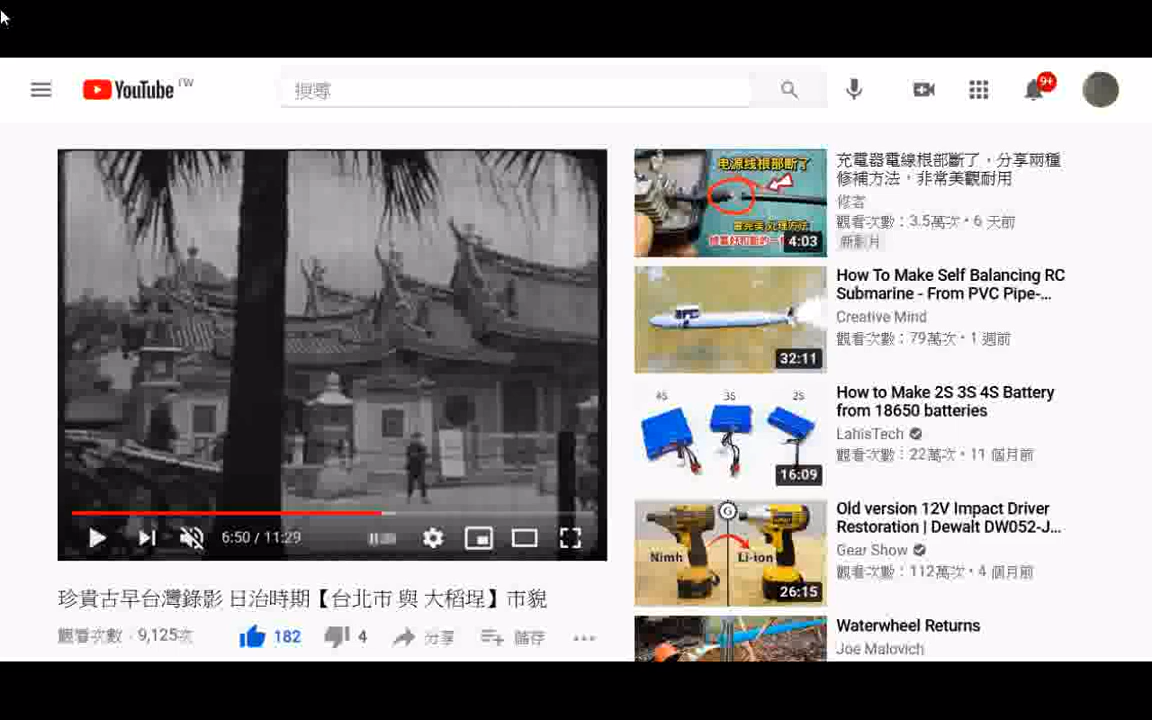 YouTube TW
搜尋
9+
电源线根部断了
4:03
充電器電線根部斷了，分享兩種
修補方法，非常美觀耐用
修者
觀看次數：3.5萬次・6 天前
新影片
32:11
How To Make Self Balancing RC
Submarine - From PVC Pipe-...
Creative Mind
觀看次數：79萬次・1 週前
4S 3S 2S
16:09
How to Make 2S 3S 4S Battery
from 18650 batteries
LahisTech
觀看次數：22萬次・11 個月前
G
Nimh Li-ion
26:15
Old version 12V Impact Driver
Restoration | Dewalt DW052-J...
Gear Show
觀看次數：112萬次・4 個月前
Waterwheel Returns
Joe Malovich
6:50 / 11:29
珍貴古早台灣錄影 日治時期【台北市 與 大稻埕】市貌
觀看次數：9,125次
182
4
分享
儲存